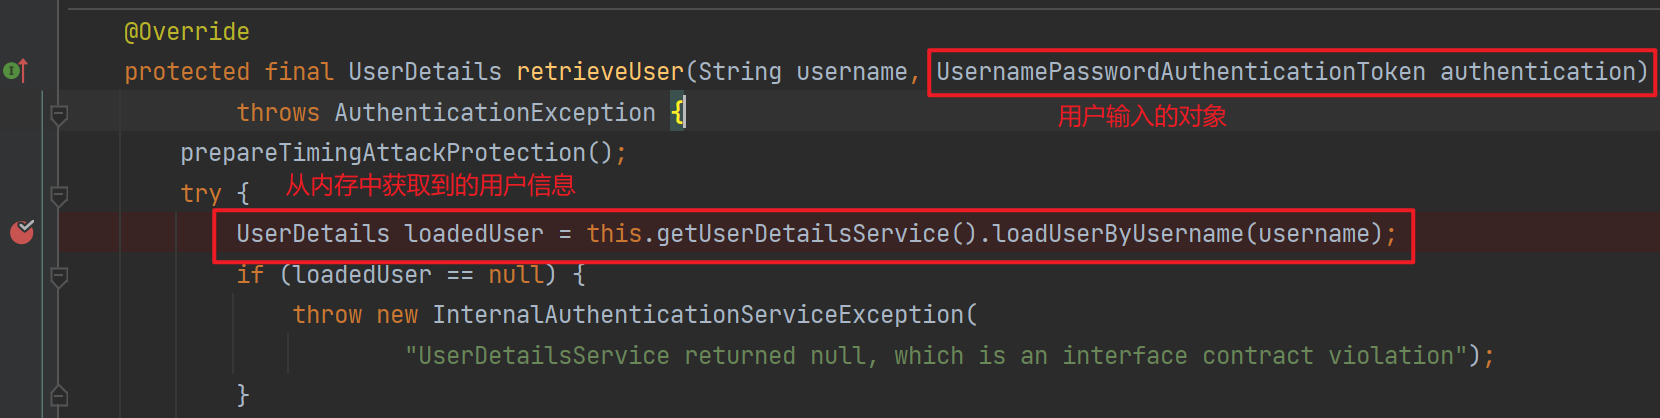 @Override
protected final UserDetails retrieveUser(String username, UsernamePasswordAuthenticationToken authentication)
throws AuthenticationException {
用户输入的对象
prepareTimingAttackProtection();
try {
从内存中获取到的用户信息
UserDetails loadedUser = this.getUserDetailsService().loadUserByUsername(username);
if (loadedUser == null) {
throw new InternalAuthenticationServiceException(
"UserDetailsService returned null, which is an interface contract violation");
}